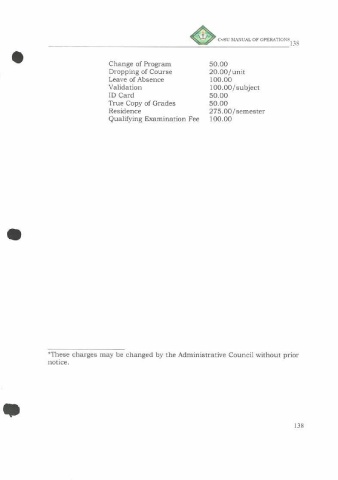 CvSU MANUAL OF OPERATIONS 138
Change of Program 50.00
Dropping of Course 20.00/unit
Leave of Absence 100.00
Validation 100.00/subject
ID Card 50.00
True Copy of Grades 50.00
Residence 275.00/semester
Qualifying Examination Fee 100.00
*These charges may be changed by the Administrative Council without prior
notice.
138